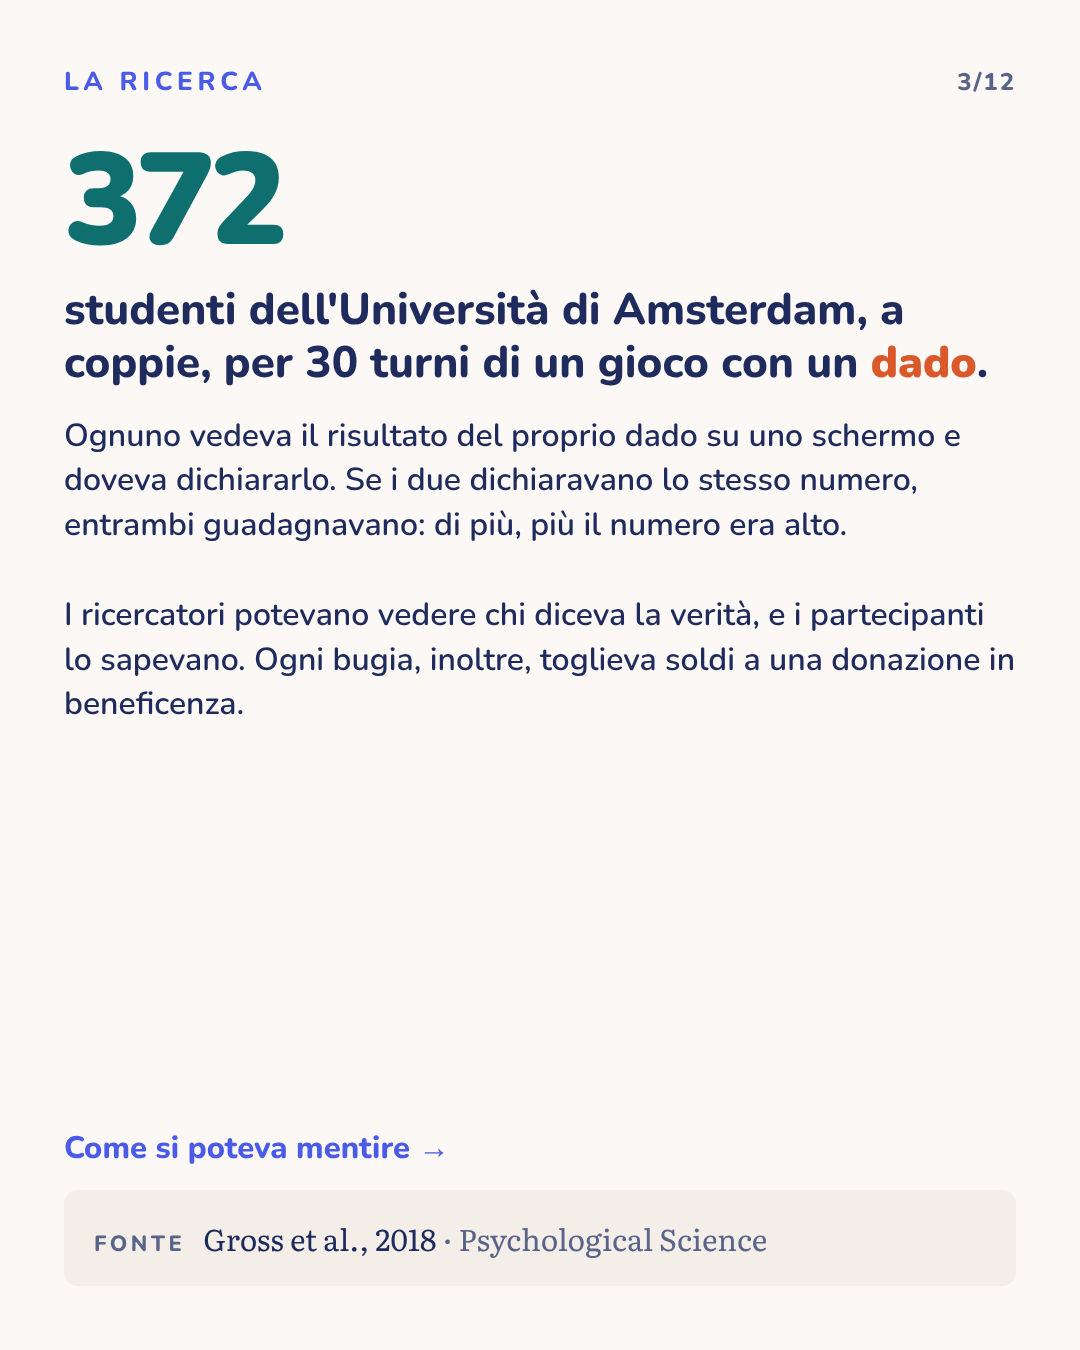 LA RICERCA
3/12
372
studenti dell'Università di Amsterdam, a
coppie, per 30 turni di un gioco con un dado.
Ognuno vedeva il risultato del proprio dado su uno schermo e
doveva dichiararlo. Se i due dichiaravano lo stesso numero,
entrambi guadagnavano: di più, più il numero era alto.
I ricercatori potevano vedere chi diceva la verità, e i partecipanti
lo sapevano. Ogni bugia, inoltre, toglieva soldi a una donazione in
beneficenza.
Come si poteva mentire →
FONTE Gross et al., 2018 · Psychological Science